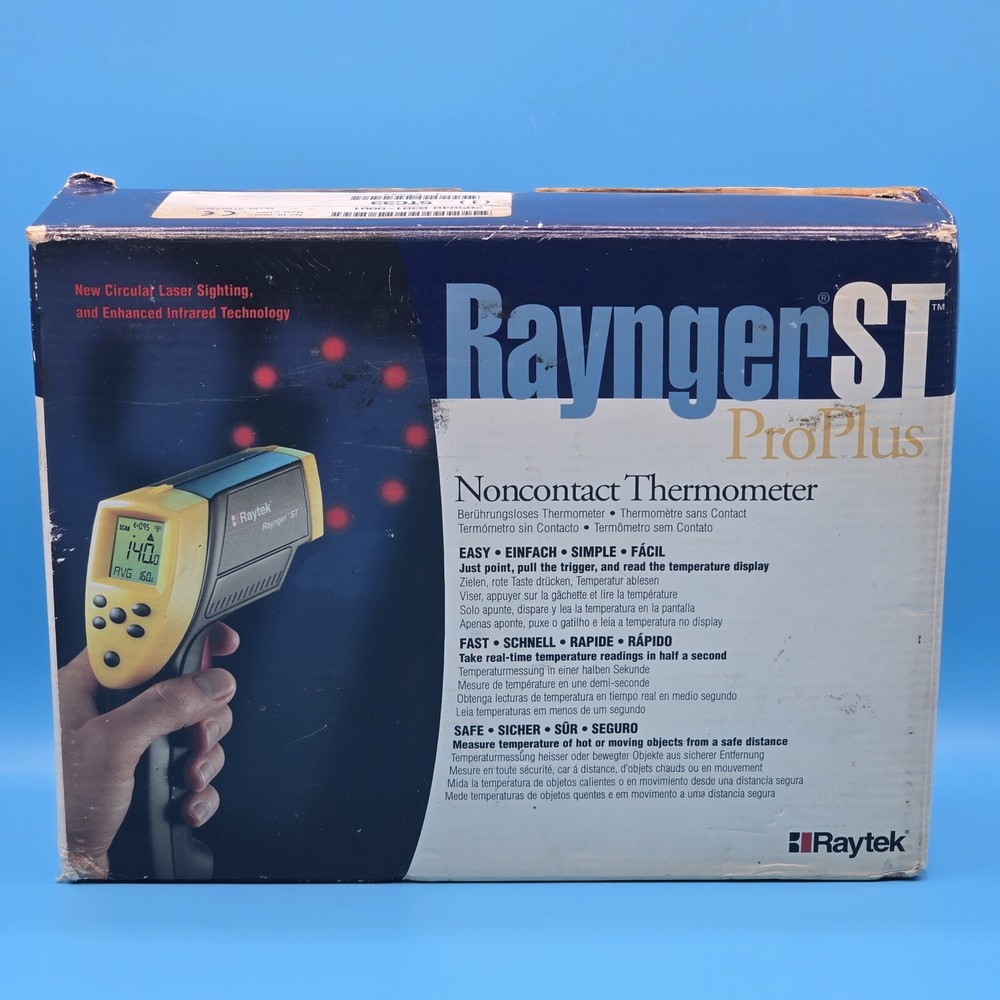 (1) STC33
CE
New Circular Laser Sighting,
and Enhanced Infrared Technology
Raynger® ST™
ProPlus
Noncontact Thermometer
Berührungsloses Thermometer • Thermomètre sans Contact
Termómetro sin Contacto • Termômetro sem Contato
EASY • EINFACH • SIMPLE • FÁCIL
Just point, pull the trigger, and read the temperature display
Zielen, rote Taste drücken, Temperatur ablesen
Viser, appuyer sur la gâchette et lire la température
Solo apunte, dispare y lea la temperatura en la pantalla
Apenas aponte, puxe o gatilho e leia a temperatura no display
FAST • SCHNELL • RAPIDE • RÁPIDO
Take real-time temperature readings in half a second
Temperaturmessung in einer halben Sekunde
Mesure de température en une demi-seconde
Obtenga lecturas de temperatura en tiempo real en medio segundo
Leia temperaturas em menos de um segundo
SAFE • SICHER • SÛR • SEGURO
Measure temperature of hot or moving objects from a safe distance
Temperaturmessung heisser oder bewegter Objekte aus sicherer Entfernung
Mesure en toute sécurité, car á distance, d'objets chauds ou en mouvement
Mida la temperatura de objetos calientes o en movimiento desde una distancia segura
Mede temperaturas de objetos quentes e em movimento a uma distancia segura
Raytek®
Raytek®
Raynger® ST™
SCAN
140.0
AVG 160.0